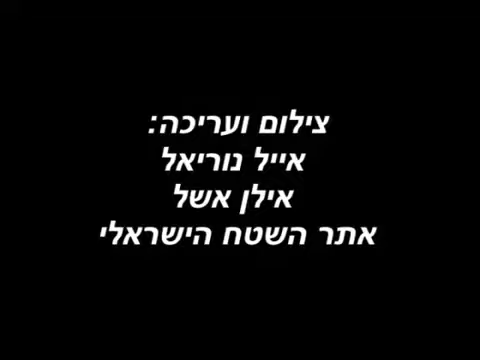 צילום ועריכה:
אייל נוריאל
אילן אשל
אתר השטח הישראלי